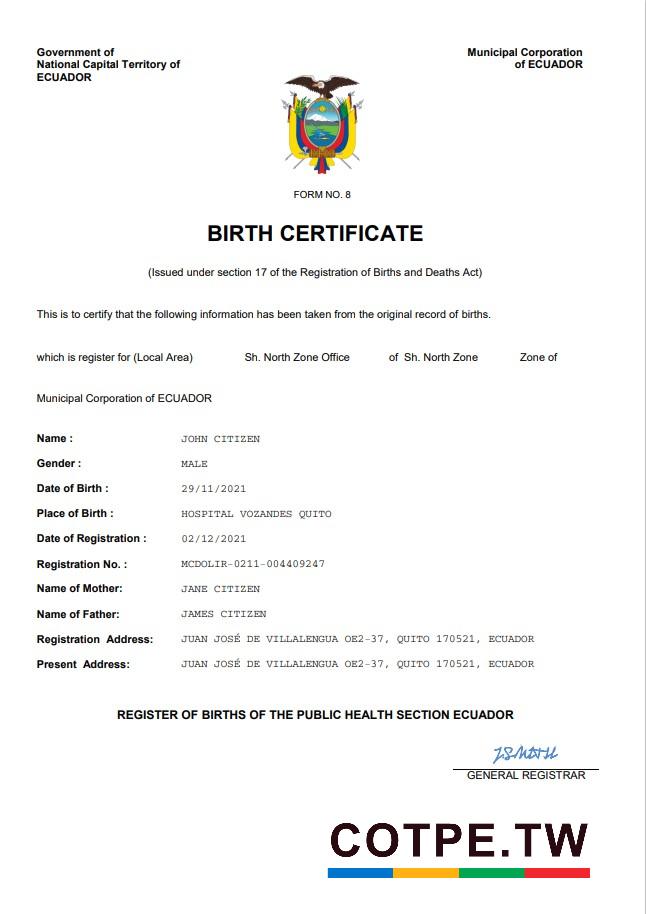 Government of
National Capital Territory of
ECUADOR
Municipal Corporation
of ECUADOR
FORM NO. 8
BIRTH CERTIFICATE
(Issued under section 17 of the Registration of Births and Deaths Act)
This is to certify that the following information has been taken from the original record of births.
which is register for (Local Area) Sh. North Zone Office of Sh. North Zone Zone of
Municipal Corporation of ECUADOR
Name : JOHN CITIZEN
Gender : MALE
Date of Birth : 29/11/2021
Place of Birth : HOSPITAL VOZANDES QUITO
Date of Registration : 02/12/2021
Registration No. : MCDOLIR-0211-004409247
Name of Mother: JANE CITIZEN
Name of Father: JAMES CITIZEN
Registration Address: JUAN JOSÉ DE VILLALENGUA OE2-37, QUITO 170521, ECUADOR
Present Address: JUAN JOSÉ DE VILLALENGUA OE2-37, QUITO 170521, ECUADOR
REGISTER OF BIRTHS OF THE PUBLIC HEALTH SECTION ECUADOR
GENERAL REGISTRAR
COTPE.TW